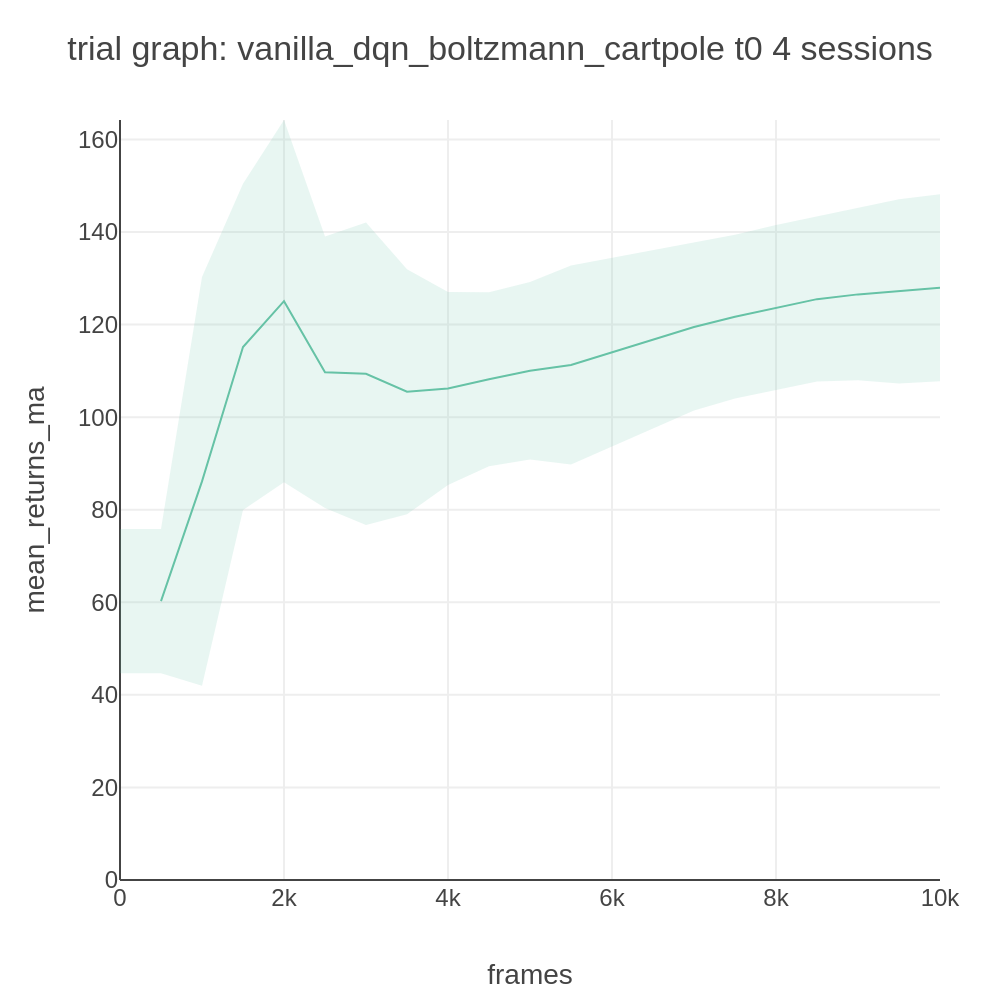 trial graph: vanilla_dqn_boltzmann_cartpole t0 4 sessions
mean_returns_ma
160
140
120
100
80
60
40
20
0
0 2k 4k 6k 8k 10k
frames